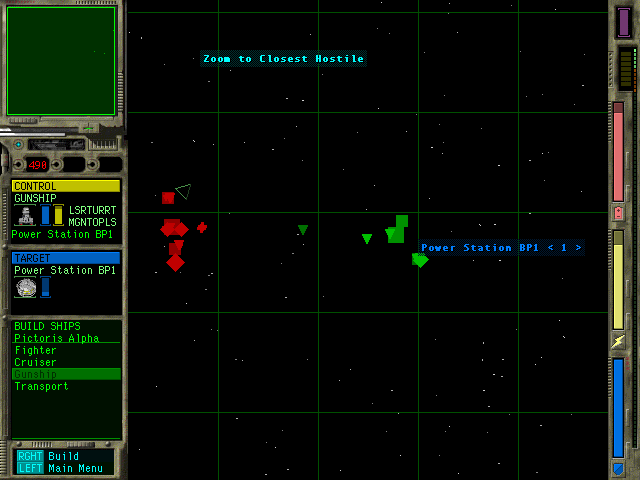 Zoom to Closest Hostile
490
CONTROL
GUNSHIP
LSRTURRT
MGNTOPLS
Power Station BP1
Power Station BP1 < 1 >
TARGET
Power Station BP1
BUILD SHIPS
Pictoris Alpha
Fighter
Cruiser
Gunship
Transport
RGHT Build
LEFT Main Menu